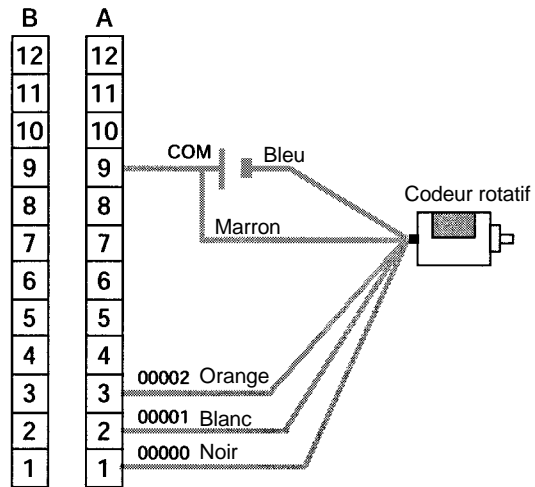 B A
12 12
11 11
10 10
COM Bleu
9 9
Codeur rotatif
8 8
Marron
7 7
6 6
5 5
4 4
00002 Orange
3 3
00001 Blanc
2 2
00000 Noir
1 1